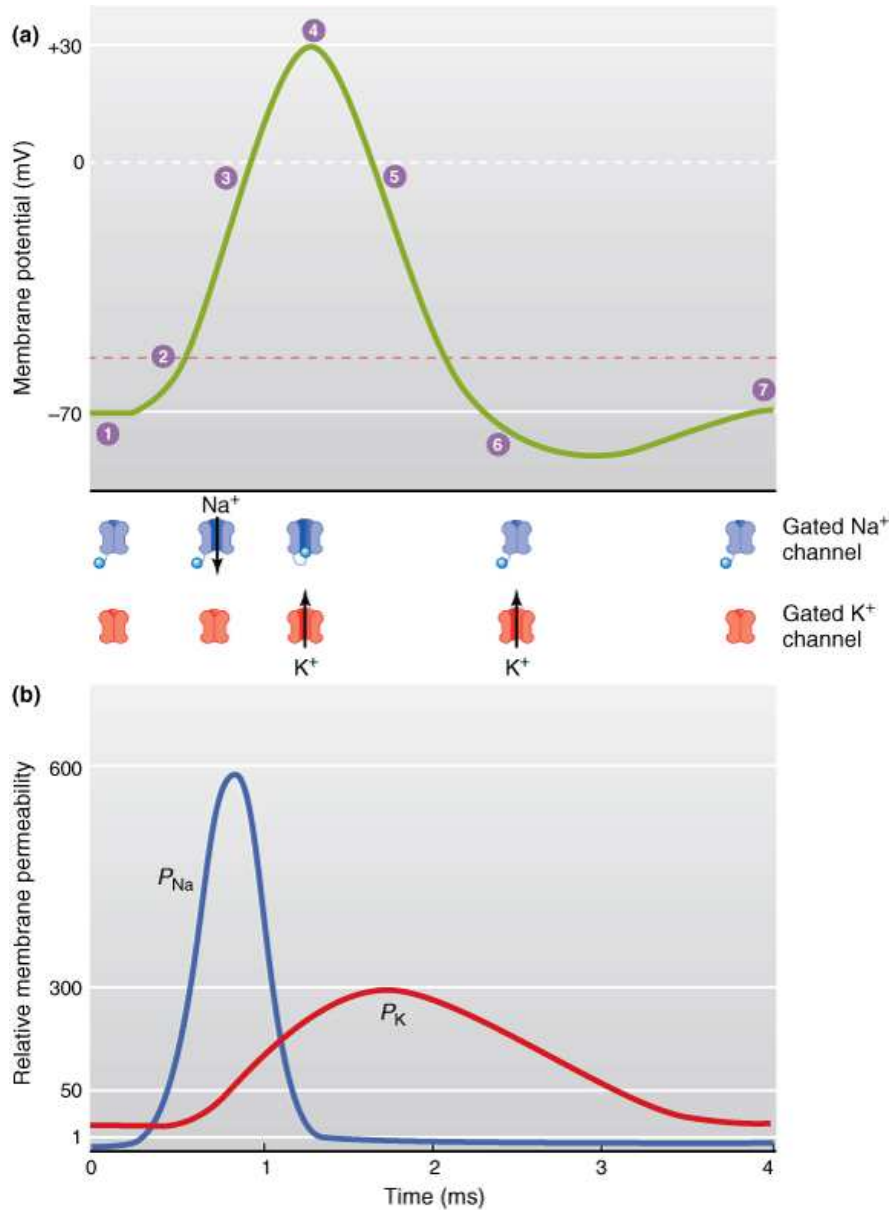 (a)
+30
4
Membrane potential (mV)
0
3
5
2
–70
1
6
7
Na+
Gated Na+
channel
Gated K+
channel
K+
K+
(b)
Relative membrane permeability
600
PNa
300
PK
50
1
0
1
2
3
4
Time (ms)